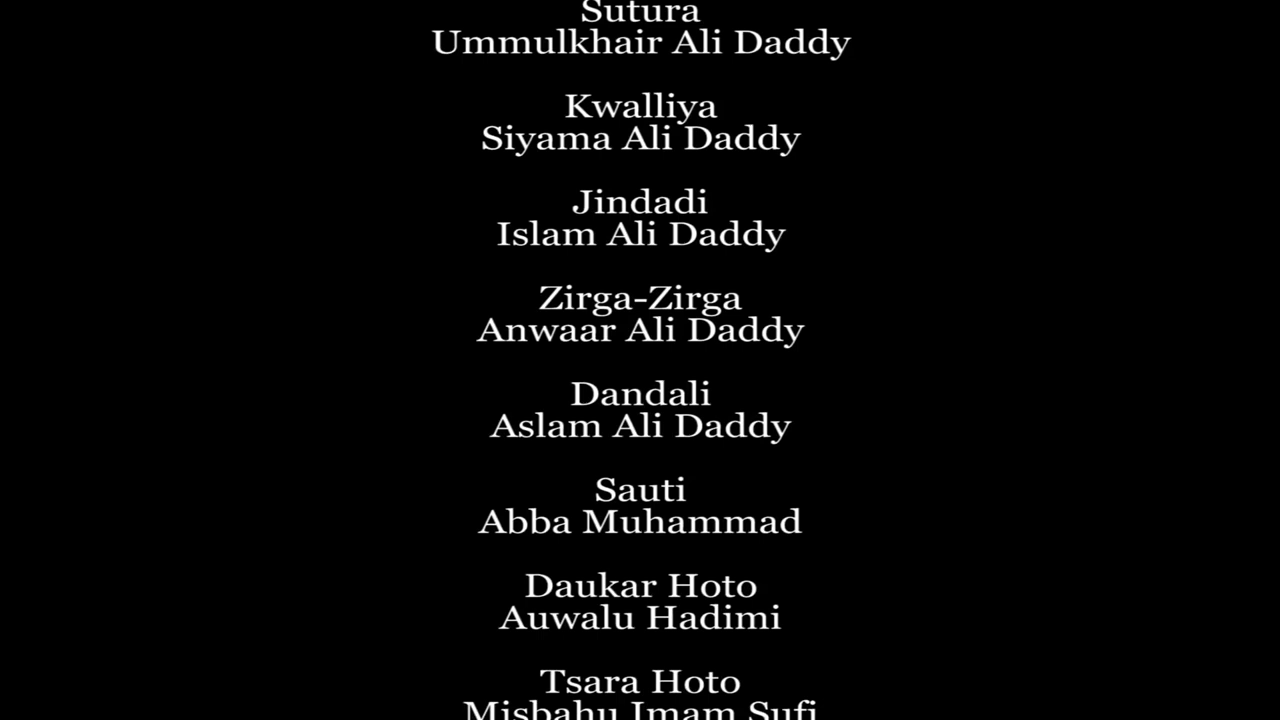 Sutura
Ummulkhair Ali Daddy
Kwalliya
Siyama Ali Daddy
Jindadi
Islam Ali Daddy
Zirga-Zirga
Anwaar Ali Daddy
Dandali
Aslam Ali Daddy
Sauti
Abba Muhammad
Daukar Hoto
Auwalu Hadimi
Tsara Hoto
Misbahu Imam Sufi